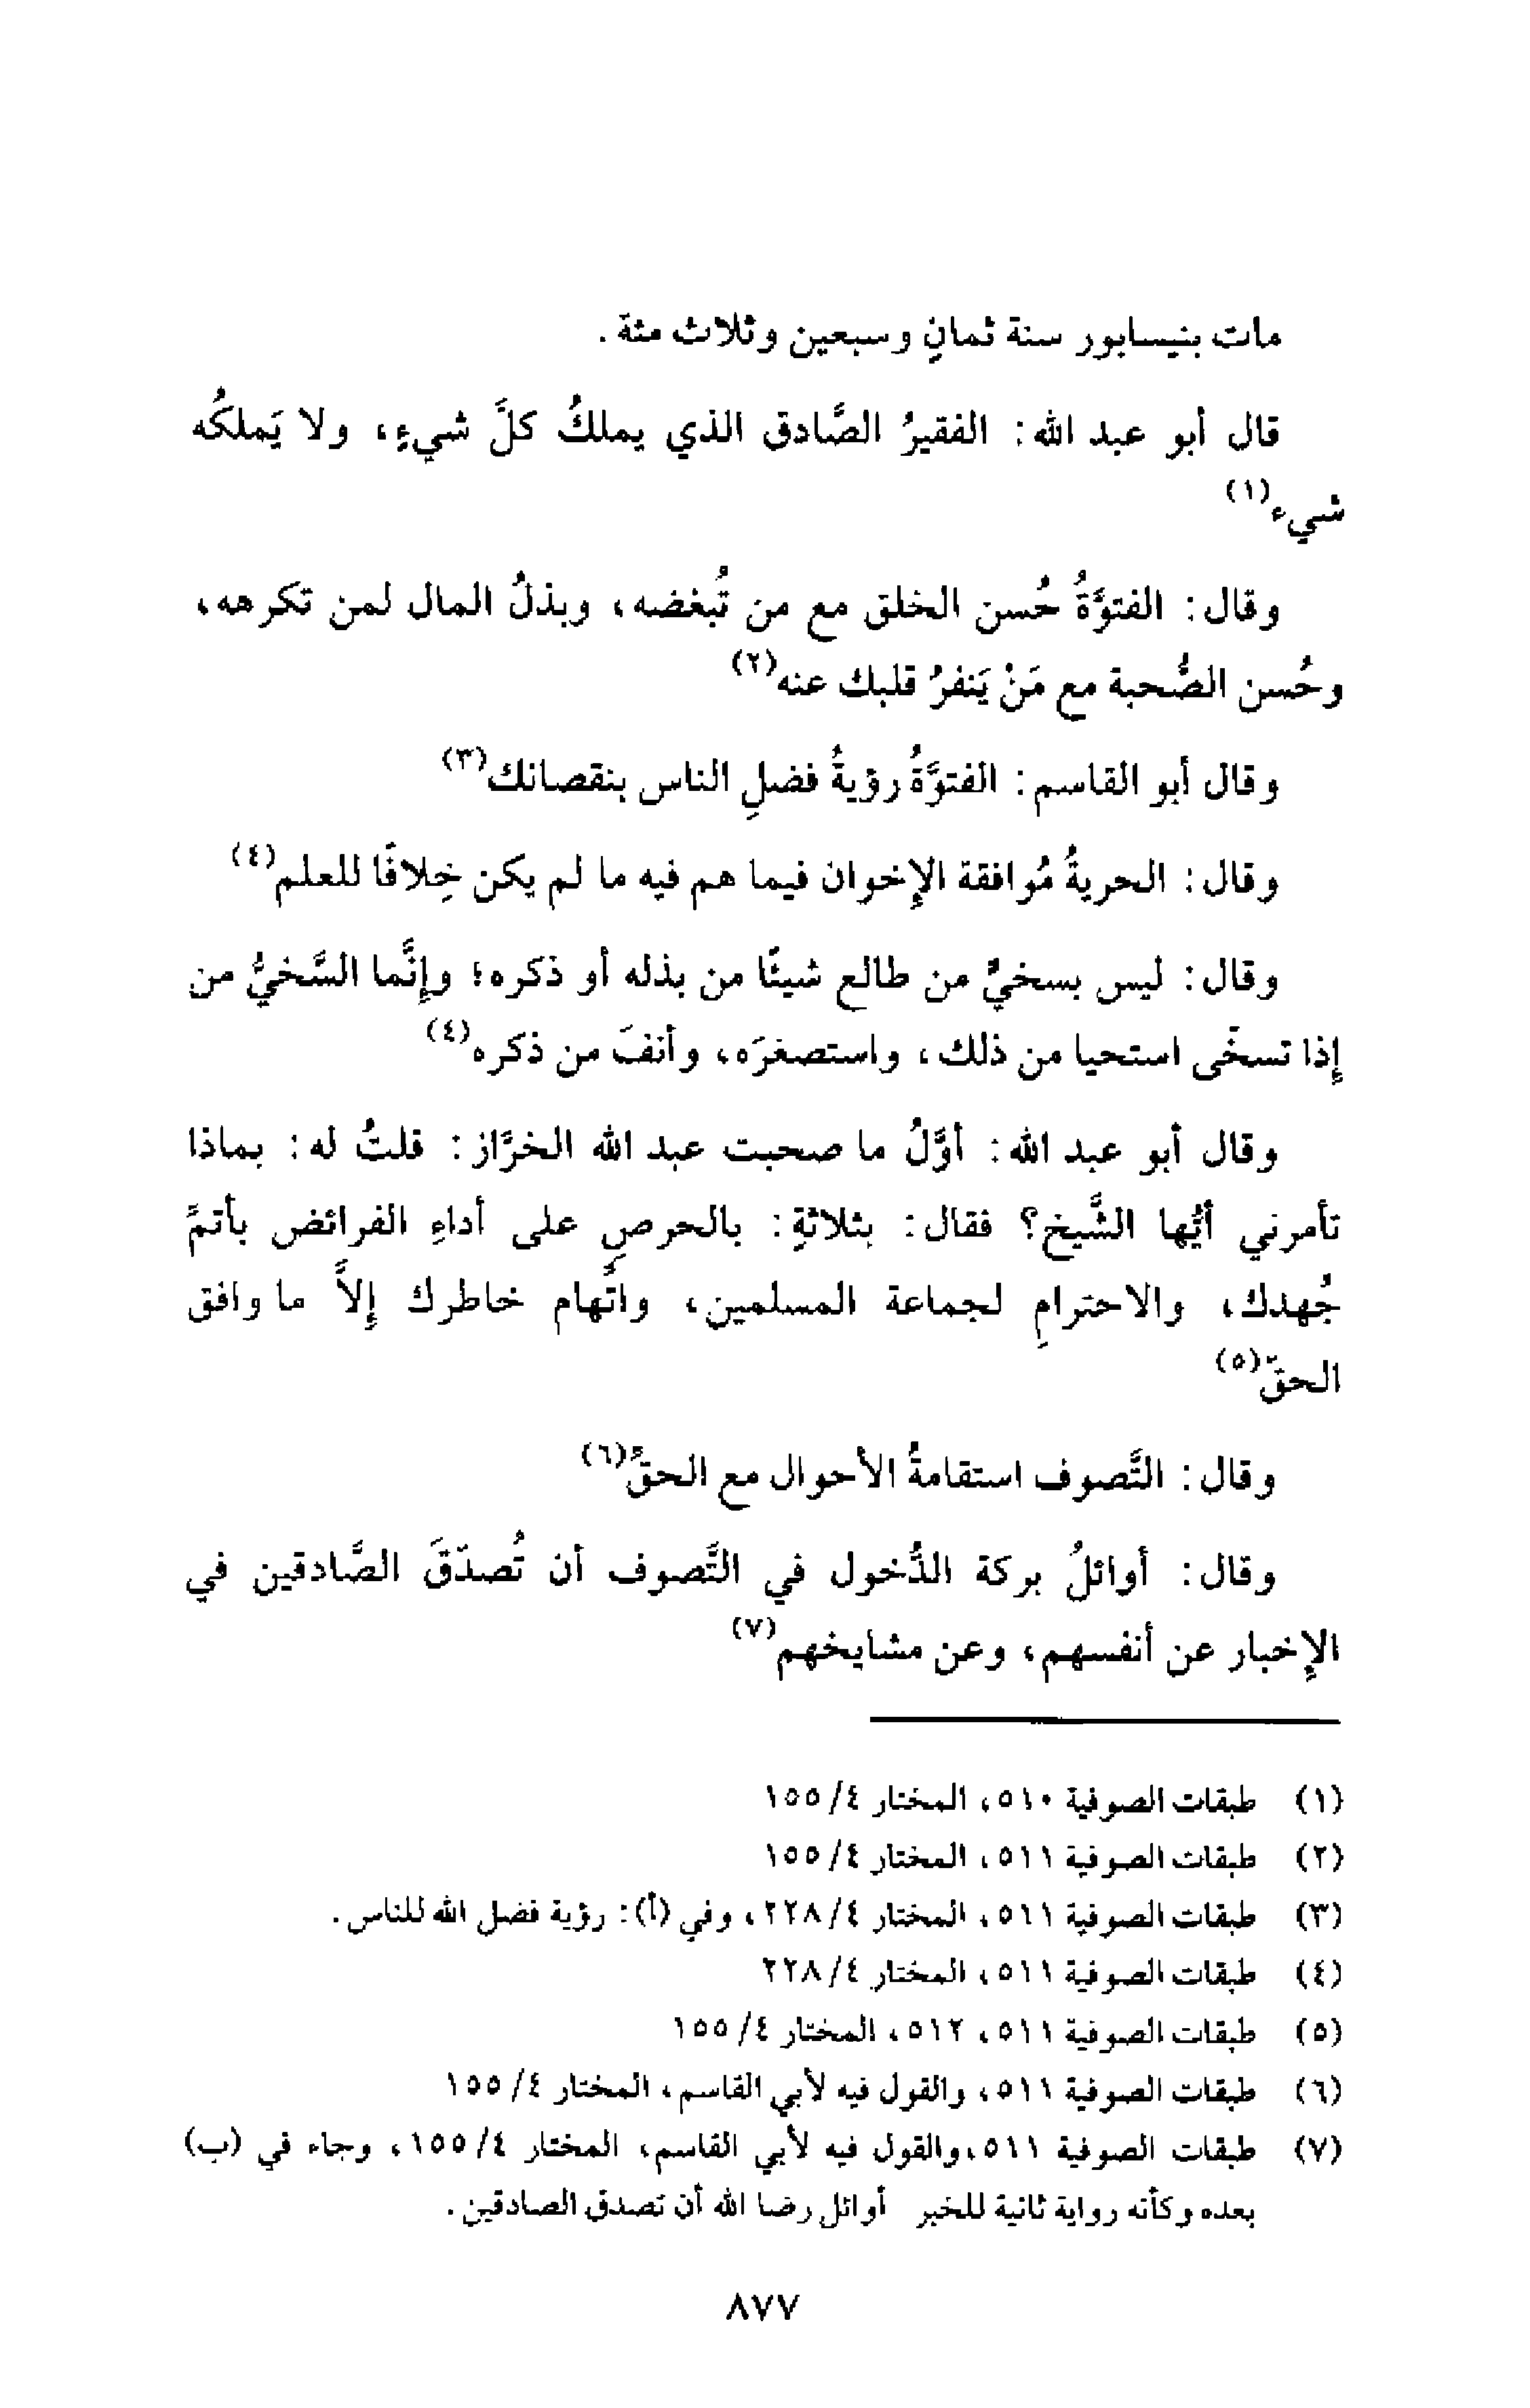 مات بنيسابور سنة ثمانٍ وسبعين وثلاث مئة .
قال أبو عبد الله : الفقيرُ الصَّادق الذي يملكُ كلَّ شيءٍ، ولا يَملكُه
شيء(١)
وقال : الفتوَّةُ حُسن الخلق مع من تُبغضه، وبذلُ المال لمن تكرهه،
وحُسن الصُّحبة مع مَنْ يَنفرُ قلبك عنه(٢)
وقال أبو القاسم : الفتوَّةُ رؤيةُ فضلِ الناس بنقصانك(٣)
وقال : الحريةُ مُوافقة الإخوان فيما هم فيه ما لم يكن خِلافًا للعلم(٤)
وقال : ليس بسخيٍّ من طالع شيئًا من بذله أو ذكره؛ وإنَّما السَّخيُّ من
إذا تسخّى استحيا من ذلك، واستصغرَه، وأنفَ من ذكره(٤)
وقال أبو عبد الله : أوَّلُ ما صحبت عبد الله الخرَّاز : قلتُ له : بماذا
تأمرني أيُّها الشَّيخ؟ فقال : بثلاثةٍ : بالحرصِ على أداءِ الفرائض بأتمِّ
جُهدك، والاحترامِ لجماعة المسلمين، واتُّهام خاطرك إلاَّ ما وافق
الحقّ(٥)
وقال : التَّصوف استقامةُ الأحوال مع الحقِّ(٦)
وقال : أوائلُ بركة الدُّخول في التَّصوف أن تُصدّقَ الصَّادقين في
الإخبار عن أنفسهم، وعن مشايخهم(٧)
(١) طبقات الصوفية ٥١٠، المختار ٤/ ١٥٥
(٢) طبقات الصوفية ٥١١، المختار ٤/ ١٥٥
(٣) طبقات الصوفية ٥١١، المختار ٤/ ٢٢٨، وفي (أ): رؤية فضل الله للناس .
(٤) طبقات الصوفية ٥١١، المختار ٤/ ٢٢٨
(٥) طبقات الصوفية ٥١١، ٥١٢، المختار ٤/ ١٥٥
(٦) طبقات الصوفية ٥١١، والقول فيه لأبي القاسم، المختار ٤/ ١٥٥
(٧) طبقات الصوفية ٥١١،والقول فيه لأبي القاسم، المختار ٤/ ١٥٥، وجاء في (ب)
بعده وكأنه رواية ثانية للخبر أوائل رضا الله أن تصدق الصادقين .
٨٧٧